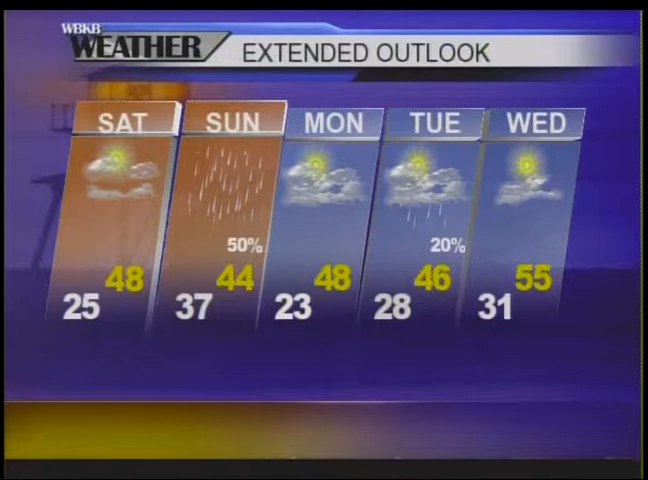 WBKB
WEATHER EXTENDED OUTLOOK
SAT SUN MON TUE WED
50% 20%
48 44 48 46 55
25 37 23 28 31